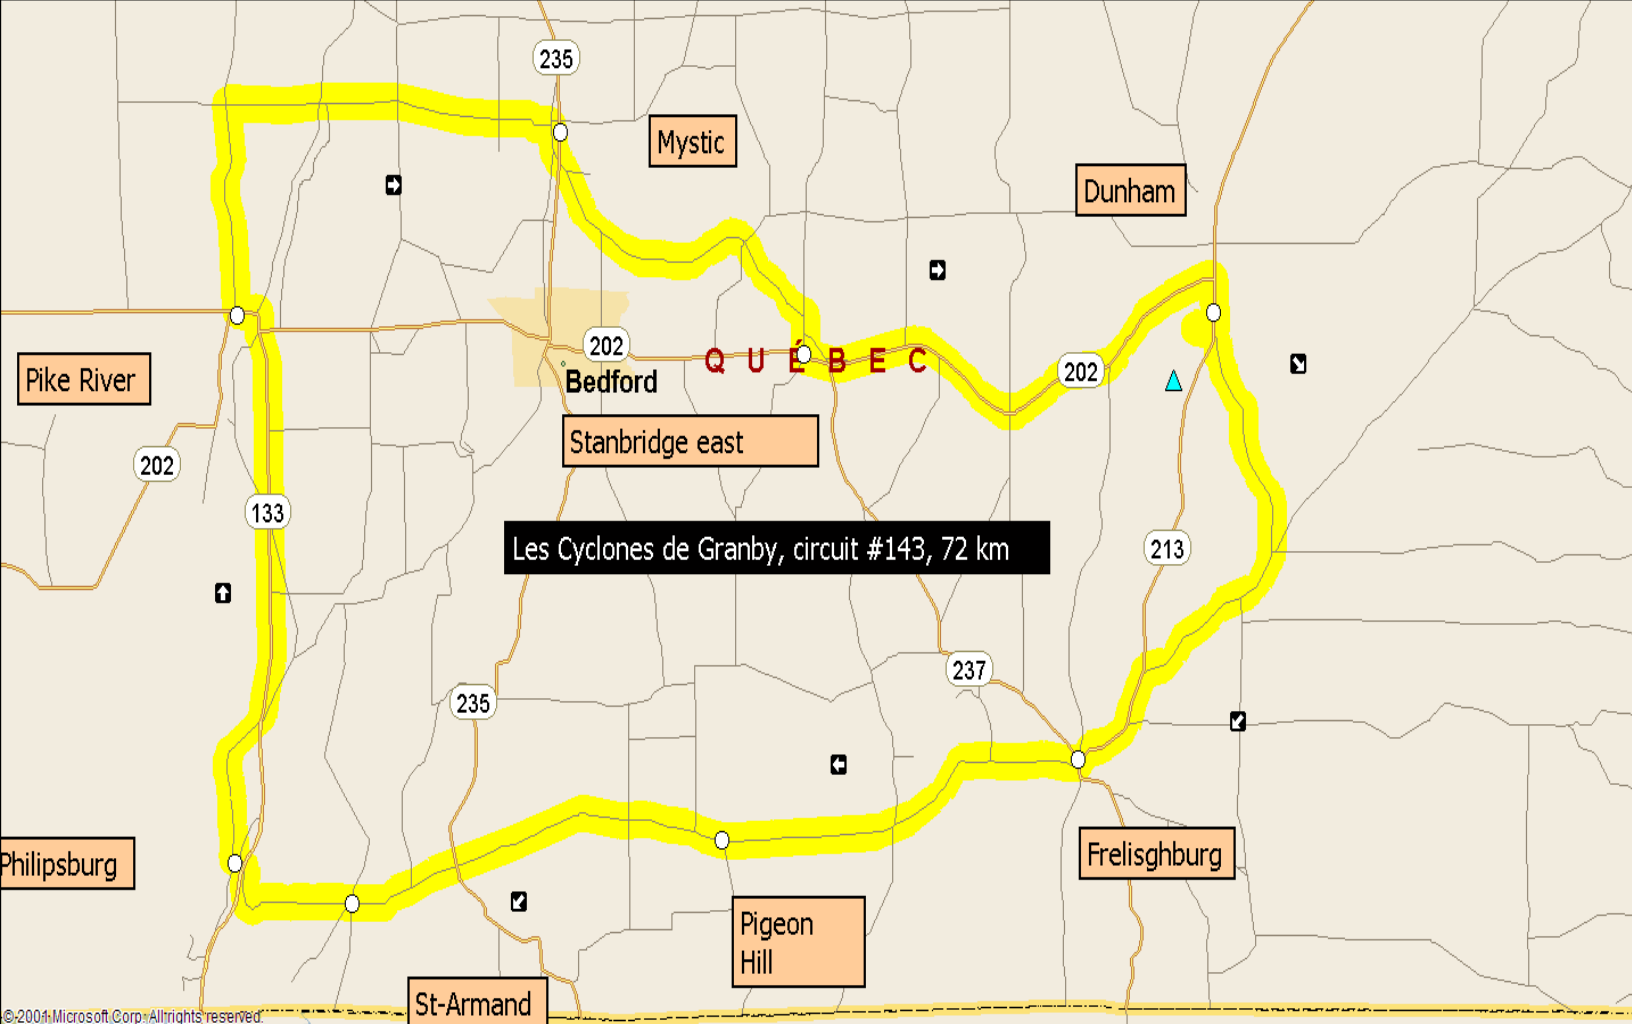 235
Mystic
Dunham
Pike River
202
QUÉBEC
202
Bedford
Stanbridge east
202
133
Les Cyclones de Granby, circuit #143, 72 km
213
237
235
Philipsburg
Frelisghburg
Pigeon
Hill
St-Armand
© 2001 Microsoft Corp. All rights reserved.